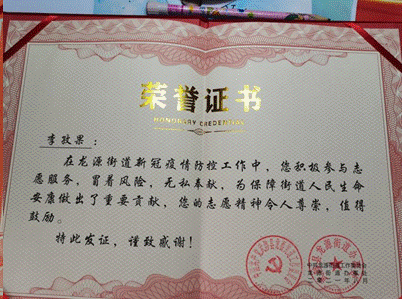 荣誉证书
HONORARY CREDENTIAL
李孜果：
在龙源街道新冠疫情防控工作中，您积极参与志
愿服务，冒着风险，无私奉献，为保障街道人民生命
安康做出了重要贡献，您的志愿精神令人尊崇，值得
鼓励。
特此发证，谨致感谢！